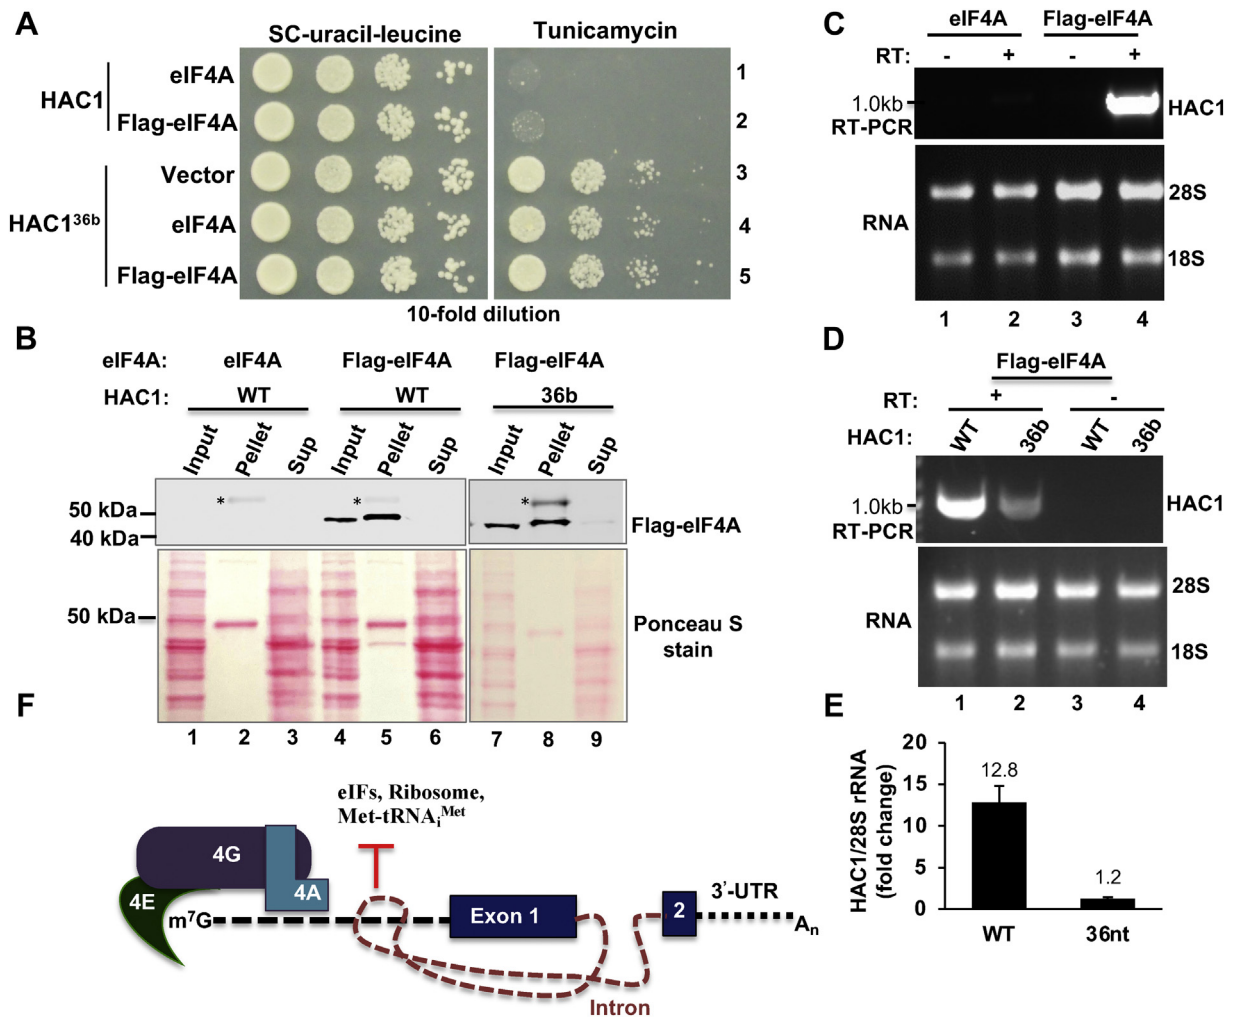 A
SC-uracil-leucine
Tunicamycin
HAC1
eIF4A
1
Flag-eIF4A
2
HAC1³⁶ᵇ
Vector
3
eIF4A
4
Flag-eIF4A
5
10-fold dilution
B
eIF4A: eIF4A Flag-eIF4A Flag-eIF4A
HAC1: WT WT 36b
Input Pellet Sup Input Pellet Sup Input Pellet Sup
* * *
50 kDa
40 kDa
Flag-eIF4A
50 kDa
Ponceau S
stain
1 2 3 4 5 6 7 8 9
C
eIF4A Flag-eIF4A
RT: - + - +
1.0kb
RT-PCR
HAC1
RNA
28S
18S
1 2 3 4
D
Flag-eIF4A
RT: + -
HAC1: WT 36b WT 36b
1.0kb
RT-PCR
HAC1
RNA
28S
18S
1 2 3 4
E
HAC1/28S rRNA
(fold change)
20
15
10
5
0
12.8
1.2
WT 36nt
F
eIFs, Ribosome,
Met-tRNAᵢᴹᵉᵗ
4G
4A
4E
m⁷G
Exon 1
2
3'-UTR
Aₙ
Intron